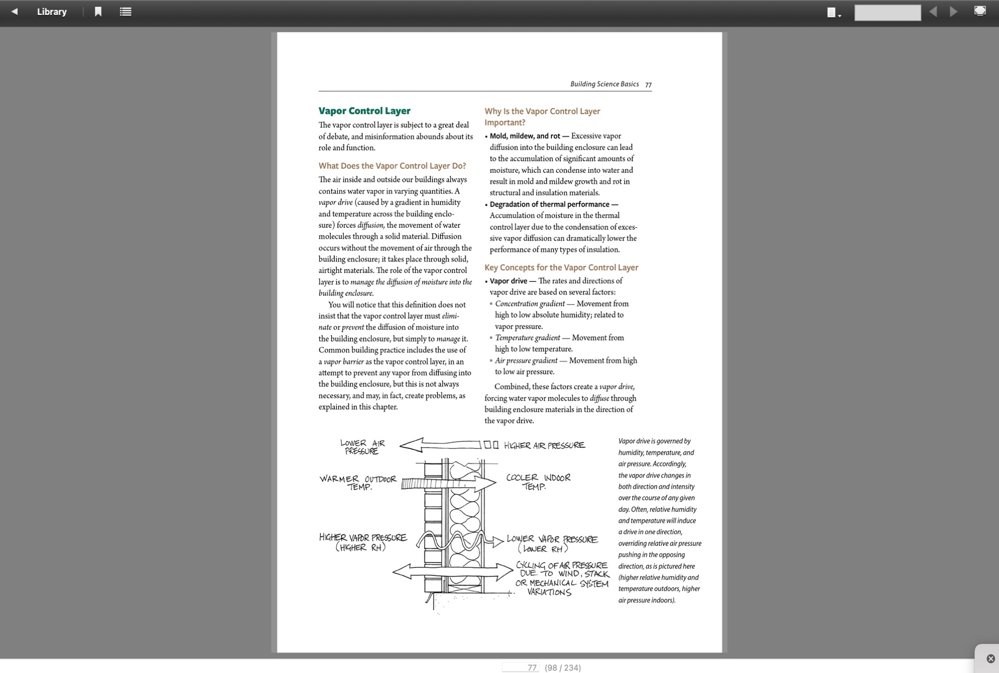 Library
Building Science Basics 77
Vapor Control Layer
The vapor control layer is subject to a great deal
of debate, and misinformation abounds about its
role and function.
What Does the Vapor Control Layer Do?
The air inside and outside our buildings always
contains water vapor in varying quantities. A
vapor drive (caused by a gradient in humidity
and temperature across the building enclo-
sure) forces diffusion, the movement of water
molecules through a solid material. Diffusion
occurs without the movement of air through the
building enclosure; it takes place through solid,
airtight materials. The role of the vapor control
layer is to manage the diffusion of moisture into the
building enclosure.
You will notice that this definition does not
insist that the vapor control layer must elimi-
nate or prevent the diffusion of moisture into
the building enclosure, but simply to manage it.
Common building practice includes the use of
a vapor barrier as the vapor control layer, in an
attempt to prevent any vapor from diffusing into
the building enclosure, but this is not always
necessary, and may, in fact, create problems, as
explained in this chapter.
Why Is the Vapor Control Layer
Important?
• Mold, mildew, and rot — Excessive vapor
diffusion into the building enclosure can lead
to the accumulation of significant amounts of
moisture, which can condense into water and
result in mold and mildew growth and rot in
structural and insulation materials.
• Degradation of thermal performance —
Accumulation of moisture in the thermal
control layer due to the condensation of exces-
sive vapor diffusion can dramatically lower the
performance of many types of insulation.
Key Concepts for the Vapor Control Layer
• Vapor drive — The rates and directions of
vapor drive are based on several factors:
▪ Concentration gradient — Movement from
high to low absolute humidity; related to
vapor pressure.
▪ Temperature gradient — Movement from
high to low temperature.
▪ Air pressure gradient — Movement from high
to low air pressure.
Combined, these factors create a vapor drive,
forcing water vapor molecules to diffuse through
building enclosure materials in the direction of
the vapor drive.
LOWER AIR
PRESSURE
HIGHER AIR PRESSURE
WARMER OUTDOOR
TEMP.
COOLER INDOOR
TEMP.
HIGHER VAPOR PRESSURE
(HIGHER RH)
LOWER VAPOR PRESSURE
(LOWER RH)
CYCLING OF AIR PRESSURE
DUE TO WIND, STACK
OR MECHANICAL SYSTEM
VARIATIONS
Vapor drive is governed by
humidity, temperature, and
air pressure. Accordingly,
the vapor drive changes in
both direction and intensity
over the course of any given
day. Often, relative humidity
and temperature will induce
a drive in one direction,
overriding relative air pressure
pushing in the opposing
direction, as is pictured here
(higher relative humidity and
temperature outdoors, higher
air pressure indoors).
77 (98 / 234)